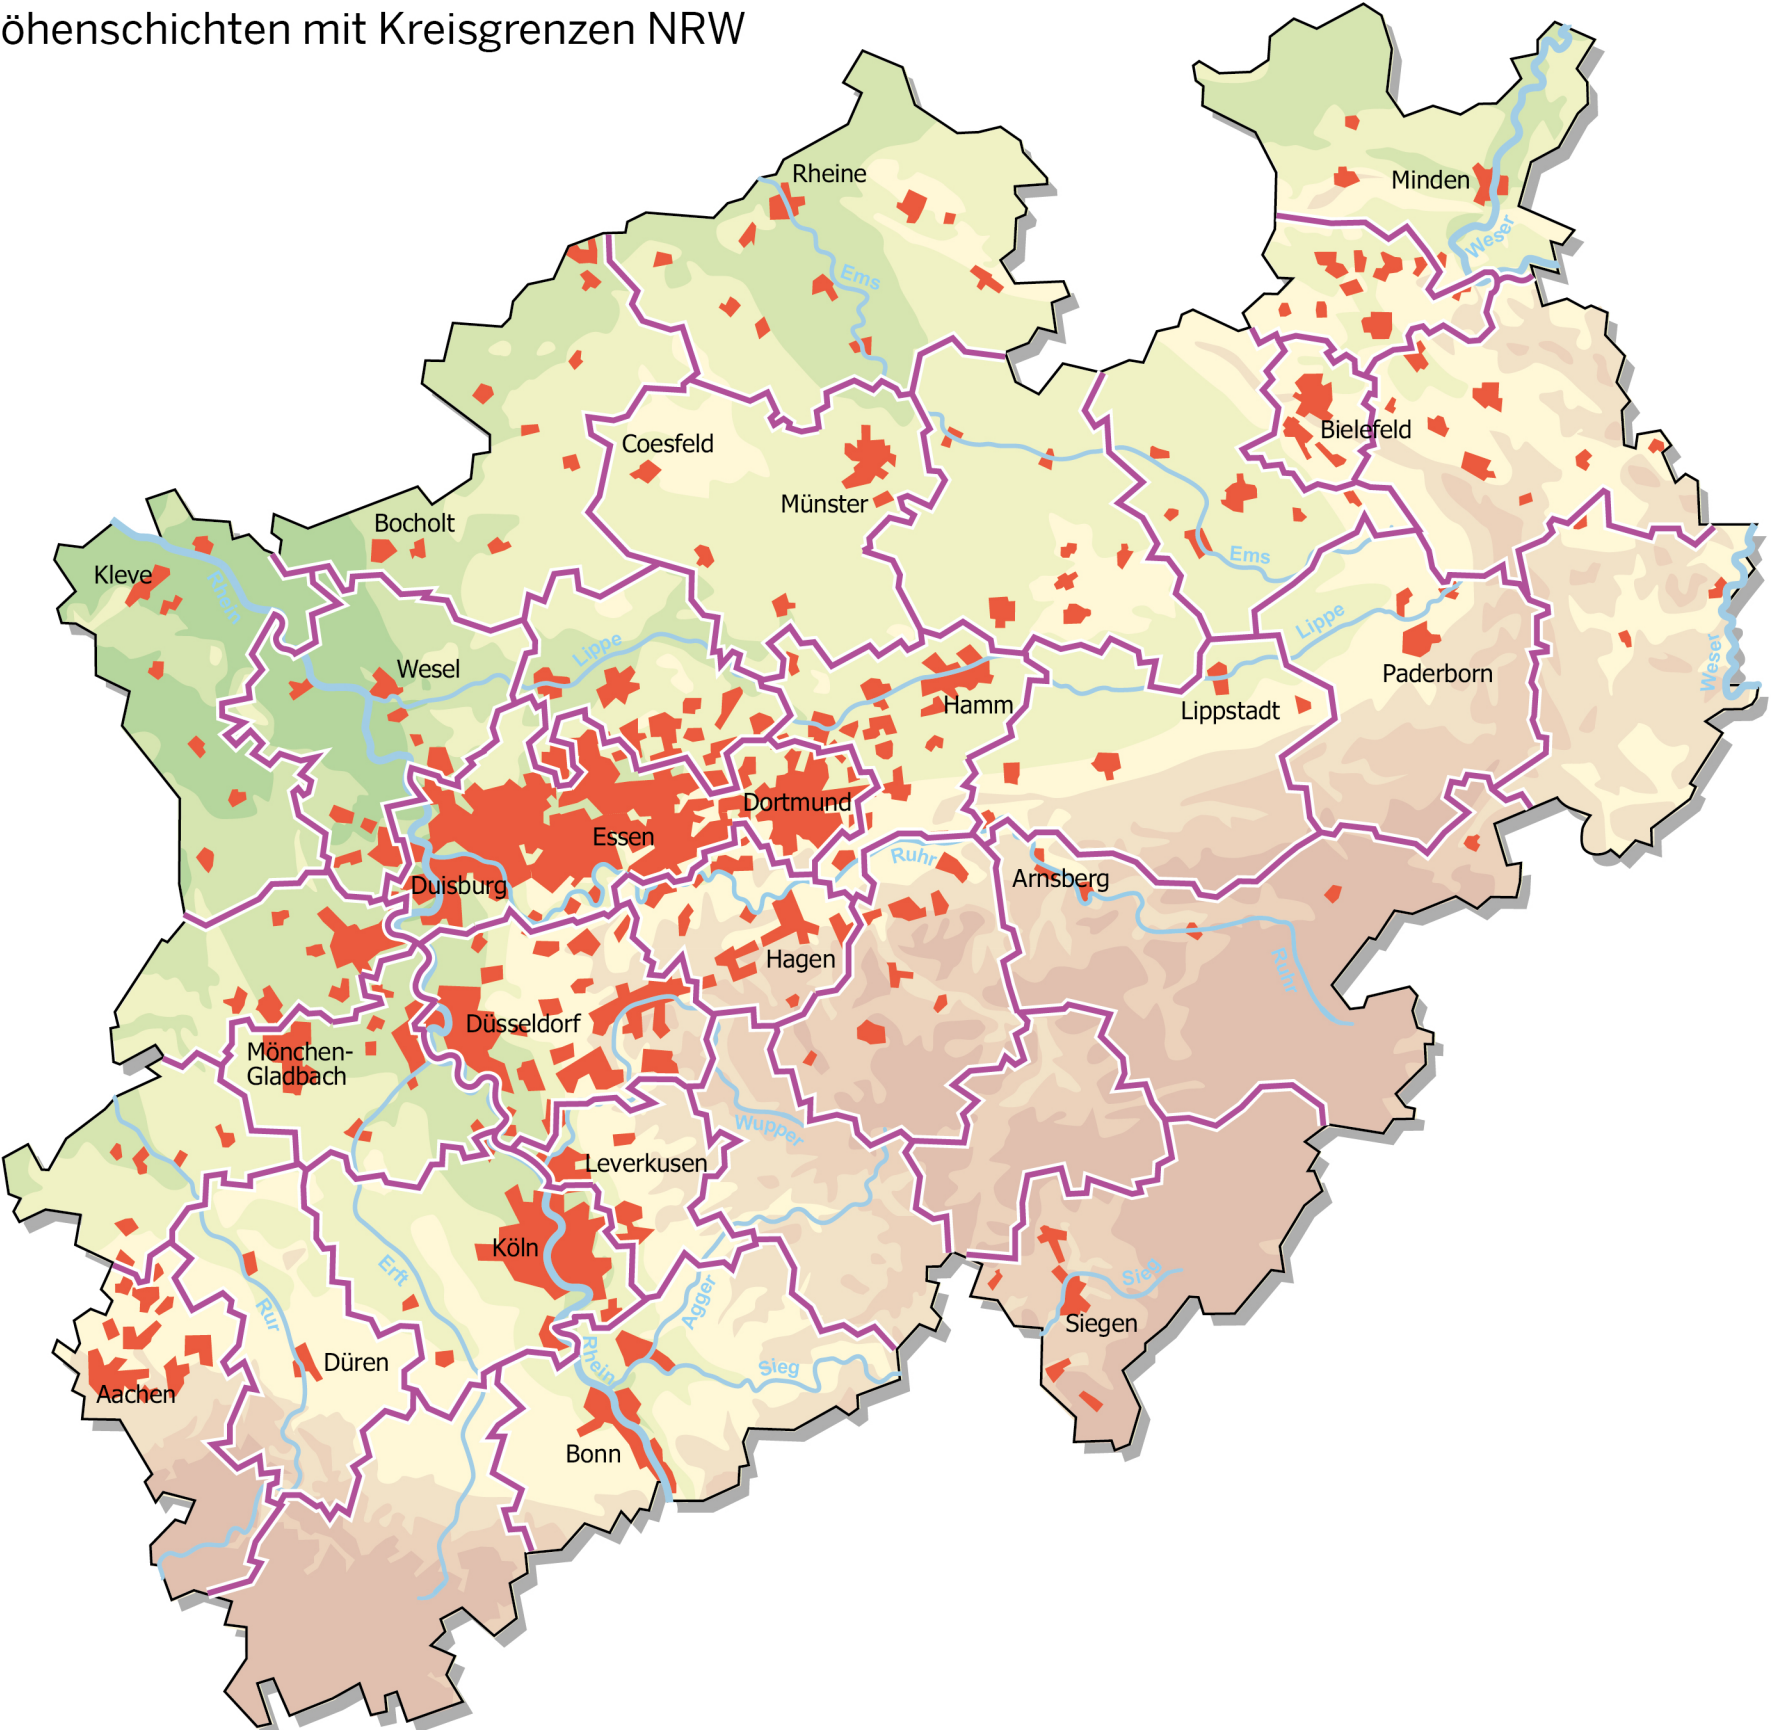 öhenschichten mit Kreisgrenzen NRW
Rheine
Minden
Weser
Ems
Coesfeld
Bielefeld
Münster
Bocholt
Ems
Kleve
Rhein
Lippe
Lippe
Wesel
Weser
Paderborn
Hamm
Lippstadt
Dortmund
Essen
Ruhr
Duisburg
Arnsberg
Hagen
Ruhr
Düsseldorf
Mönchen-
Gladbach
Wupper
Leverkusen
Köln
Erft
Sieg
Agger
Rur
Siegen
Rhein
Düren
Sieg
Aachen
Bonn